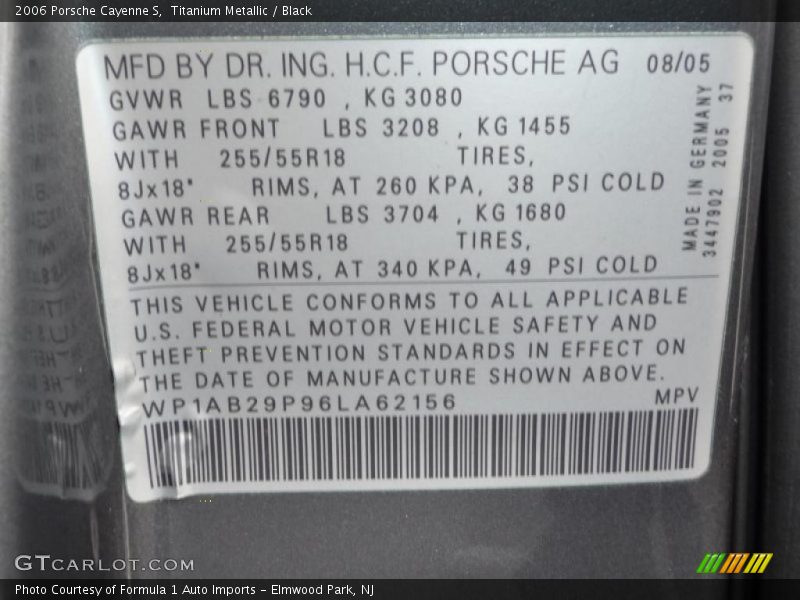 2006 Porsche Cayenne S,  Titanium Metallic / Black
MFD BY DR. ING. H.C.F. PORSCHE AG 08/05
GVWR LBS 6790 , KG 3080
GAWR FRONT LBS 3208 , KG 1455
WITH 255/55R18 TIRES,
8Jx18" RIMS, AT 260 KPA, 38 PSI COLD
GAWR REAR LBS 3704 , KG 1680
WITH 255/55R18 TIRES,
8Jx18" RIMS, AT 340 KPA, 49 PSI COLD
MADE IN GERMANY
3447902 2005 37
THIS VEHICLE CONFORMS TO ALL APPLICABLE
U.S. FEDERAL MOTOR VEHICLE SAFETY AND
THEFT PREVENTION STANDARDS IN EFFECT ON
THE DATE OF MANUFACTURE SHOWN ABOVE.
WP1AB29P96LA62156 MPV
GTCARLOT.COM
Photo Courtesy of Formula 1 Auto Imports - Elmwood Park, NJ